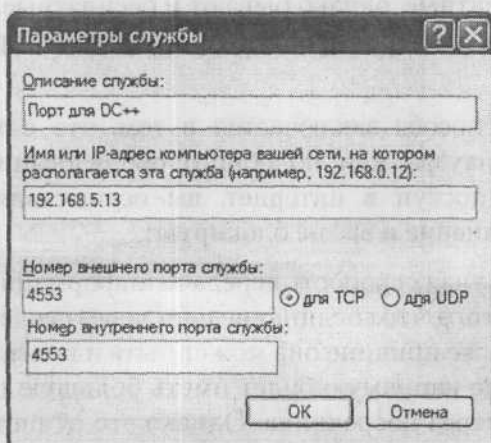 Параметры службы
Описание службы:
Порт для DC++
Имя или IP-адрес компьютера вашей сети, на котором
располагается эта служба (например, 192.168.0.12):
192.168.5.13
Номер внешнего порта службы:
4553
для TCP для UDP
Номер внутреннего порта службы:
4553
OK Отмена